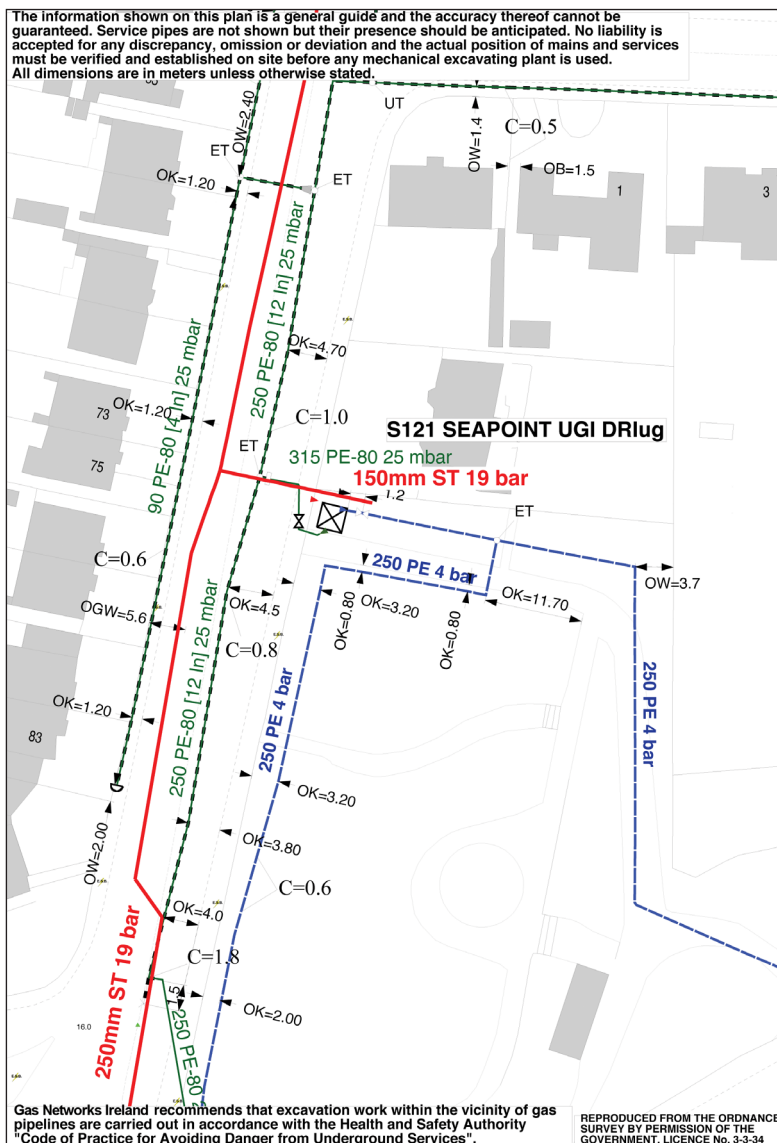 The information shown on this plan is a general guide and the accuracy thereof cannot be
guaranteed. Service pipes are not shown but their presence should be anticipated. No liability is
accepted for any discrepancy, omission or deviation and the actual position of mains and services
must be verified and established on site before any mechanical excavating plant is used.
All dimensions are in meters unless otherwise stated.
OW=2.40
UT
OW=1.4
C=0.5
ET
OK=1.20
ET
OB=1.5
1
3
250 PE-80 [12 In] 25 mbar
90 PE-80 [4 In] 25 mbar
OK=4.70
OK=1.20
73
C=1.0
S121 SEAPOINT UGI DRIug
ET
315 PE-80 25 mbar
75
150mm ST 19 bar
1.2
ET
C=0.6
250 PE 4 bar
OK=11.70
OW=3.7
OGW=5.6
OK=4.5
OK=0.80
OK=3.20
OK=0.80
C=0.8
250 PE-80 [12 In] 25 mbar
250 PE 4 bar
250 PE 4 bar
OK=1.20
83
OK=3.20
OW=2.00
OK=3.80
C=0.6
OK=4.0
250mm ST 19 bar
C=1.8
1.5
OK=2.00
16.0
250 PE-80
Gas Networks Ireland recommends that excavation work within the vicinity of gas
pipelines are carried out in accordance with the Health and Safety Authority
"Code of Practice for Avoiding Danger from Underground Services".
REPRODUCED FROM THE ORDNANCE
SURVEY BY PERMISSION OF THE
GOVERNMENT. LICENCE No. 3-3-34